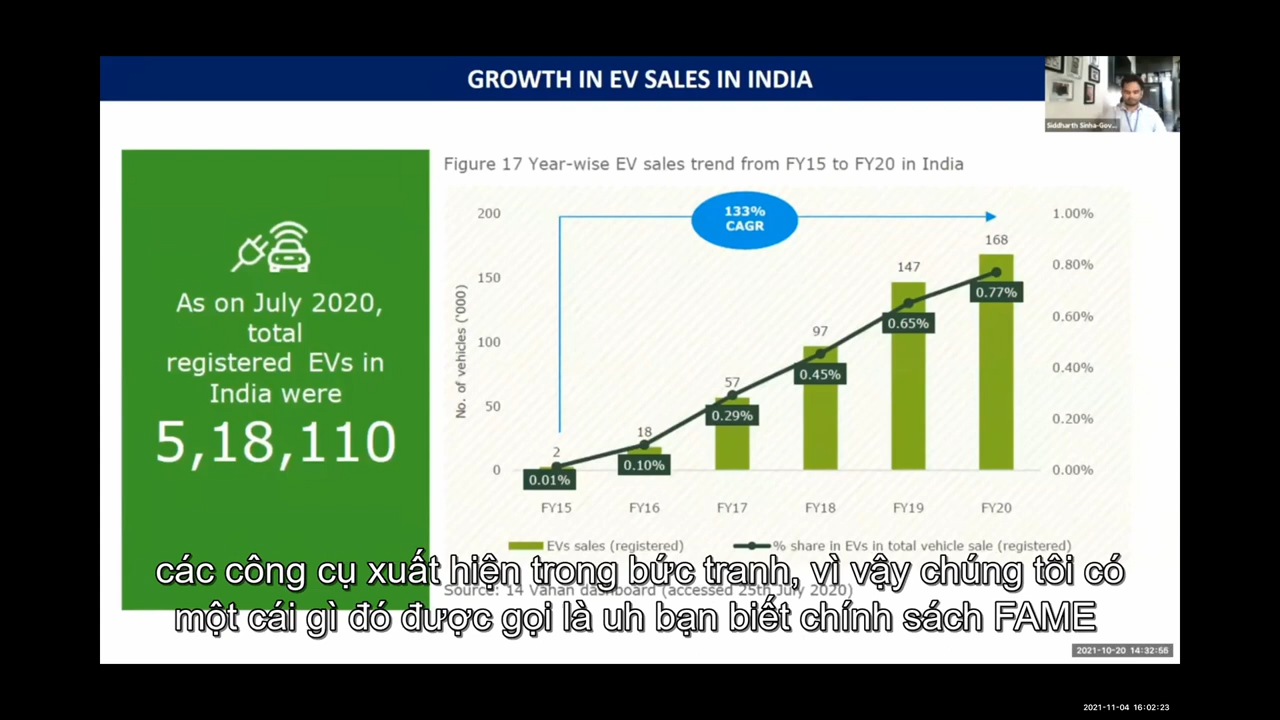 GROWTH IN EV SALES IN INDIA
Siddharth Sinha-Gov...
As on July 2020,
total
registered EVs in
India were
5,18,110
Figure 17 Year-wise EV sales trend from FY15 to FY20 in India
133%
CAGR
No. of vehicles ('000)
200
150
100
50
0
1.00%
0.80%
0.60%
0.40%
0.20%
0.00%
2
18
57
97
147
168
0.01%
0.10%
0.29%
0.45%
0.65%
0.77%
FY15 FY16 FY17 FY18 FY19 FY20
EVs sales (registered) % share in EVs in total vehicle sale (registered)
Source: 14 Vahan dashboard (accessed 25th July 2020)
các công cụ xuất hiện trong bức tranh, vì vậy chúng tôi có
một cái gì đó được gọi là uh bạn biết chính sách FAME
2021-10-20 14:32:56
2021-11-04 16:02:23